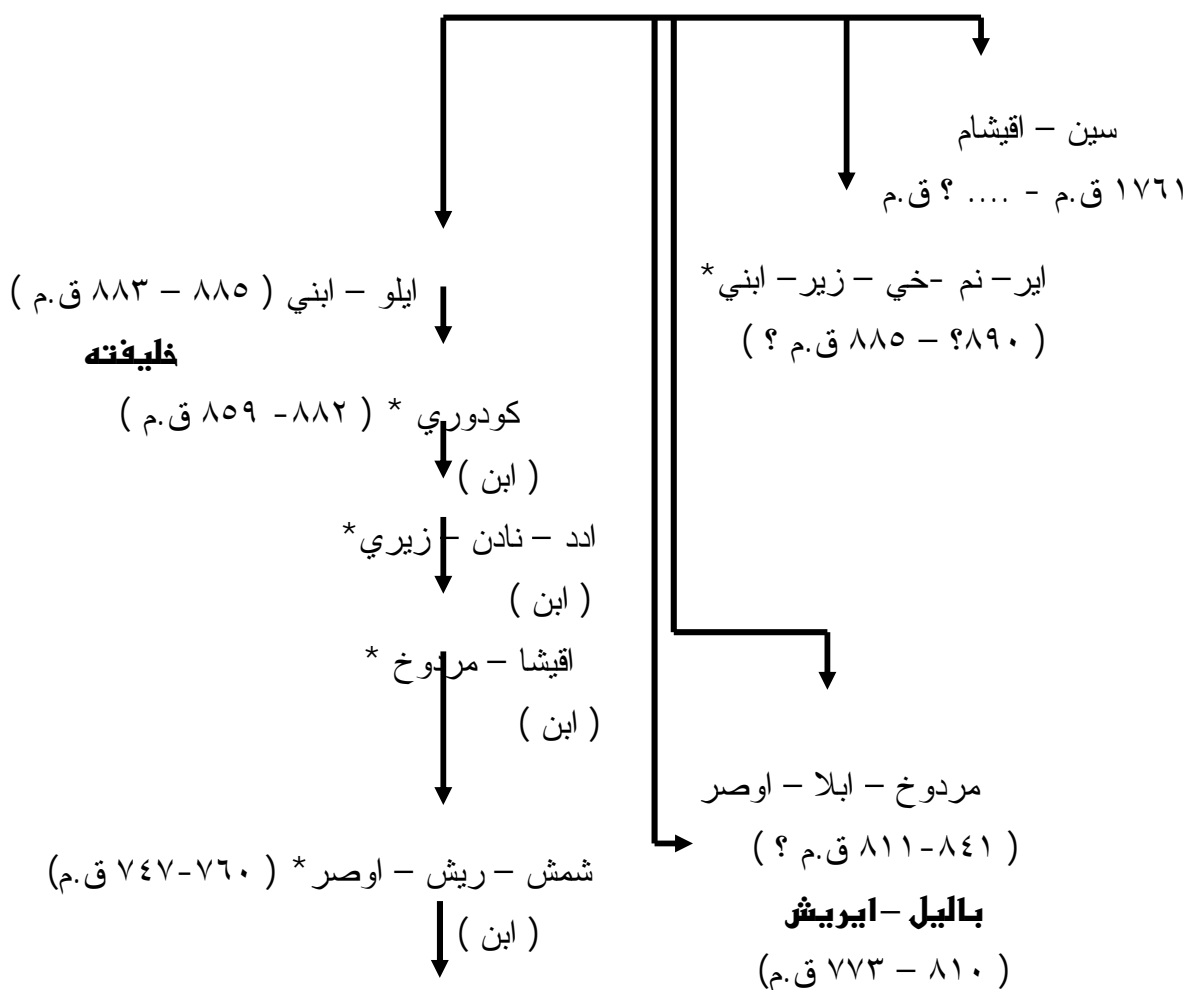 سين – اقيشام
١٧٦١ ق.م - .... ؟ ق.م
اير– نم -خي – زير– ابني*
( ٨٩٠؟ – ٨٨٥ ق.م ؟ )
ايلو – ابني ( ٨٨٥ – ٨٨٣ ق.م )
خليفته
كودوري * ( ٨٨٢- ٨٥٩ ق.م )
( ابن )
ادد – نادن – زيري*
( ابن )
اقيشا – مردوخ *
( ابن )
مردوخ – ابلا – اوصر
( ٨٤١-٨١١ ق.م ؟ )
باليل –ايريش
( ٨١٠ – ٧٧٣ ق.م)
شمش – ريش – اوصر* ( ٧٦٠-٧٤٧ ق.م)
( ابن )